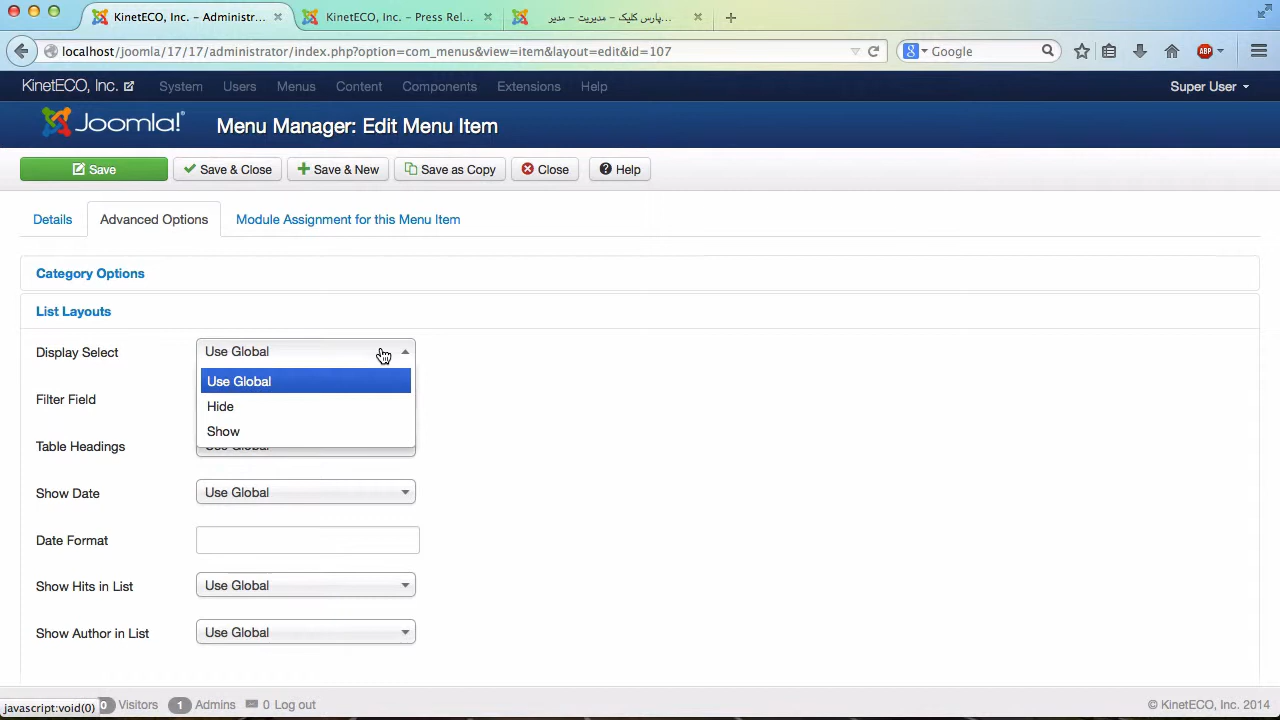 KinetECO, Inc. - Administr...
KinetECO, Inc. - Press Rel...
پارس کلیک - مدیریت - مدیر...
localhost/joomla/17/17/administrator/index.php?option=com_menus&view=item&layout=edit&id=107
Google
ABP
KinetECO, Inc.
System
Users
Menus
Content
Components
Extensions
Help
Super User
Joomla!
Menu Manager: Edit Menu Item
Save
Save & Close
Save & New
Save as Copy
Close
Help
Details
Advanced Options
Module Assignment for this Menu Item
Category Options
List Layouts
Display Select
Use Global
Use Global
Hide
Show
Filter Field
Table Headings
Show Date
Use Global
Date Format
Show Hits in List
Use Global
Show Author in List
Use Global
javascript:void(0)
0 Visitors
1 Admins
0 Log out
© KinetECO, Inc. 2014